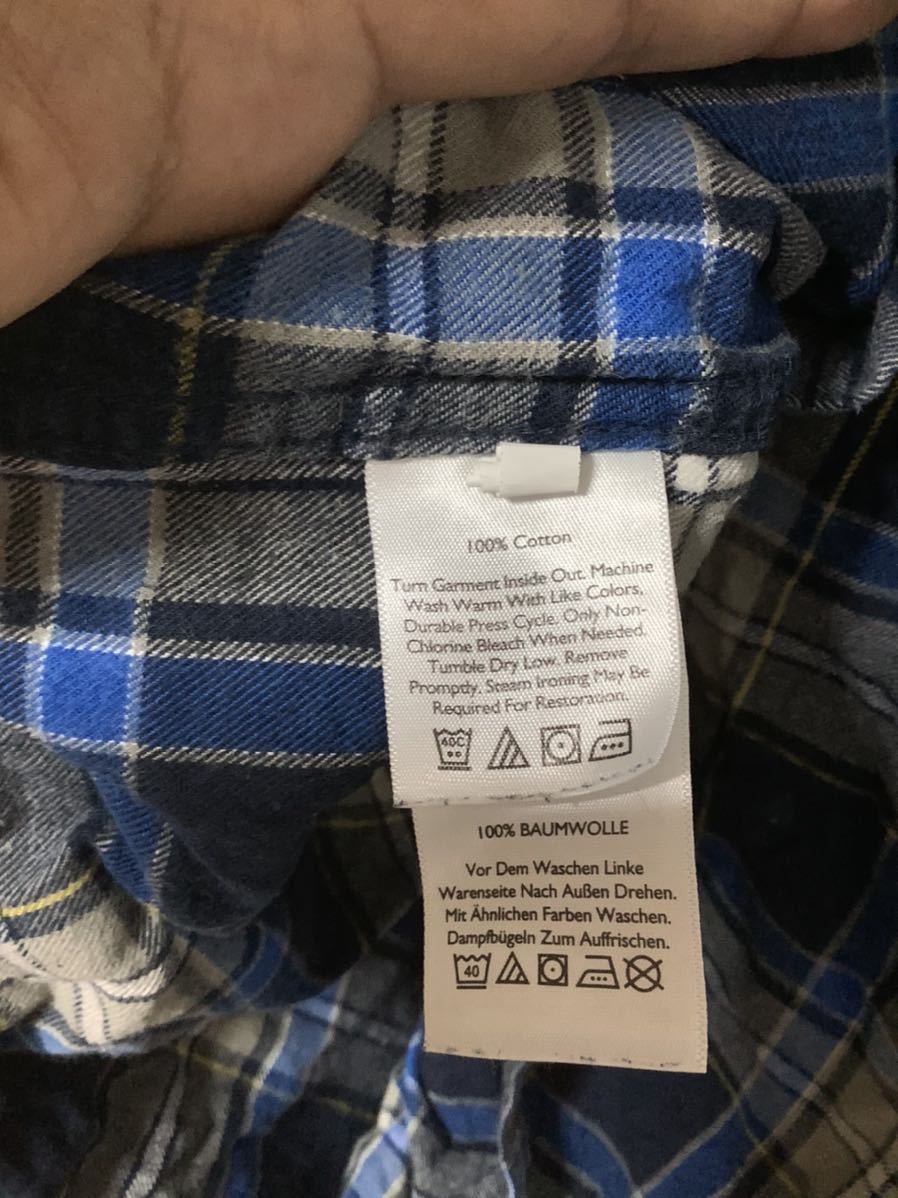 100% Cotton
Turn Garment Inside Out. Machine
Wash Warm With Like Colors,
Durable Press Cycle. Only Non-
Chlorine Bleach When Needed.
Tumble Dry Low. Remove
Promptly. Steam Ironing May Be
Required For Restoration.
40C
100% BAUMWOLLE
Vor Dem Waschen Linke
Warenseite Nach Außen Drehen.
Mit Ähnlichen Farben Waschen.
Dampfbügeln Zum Auffrischen.
40